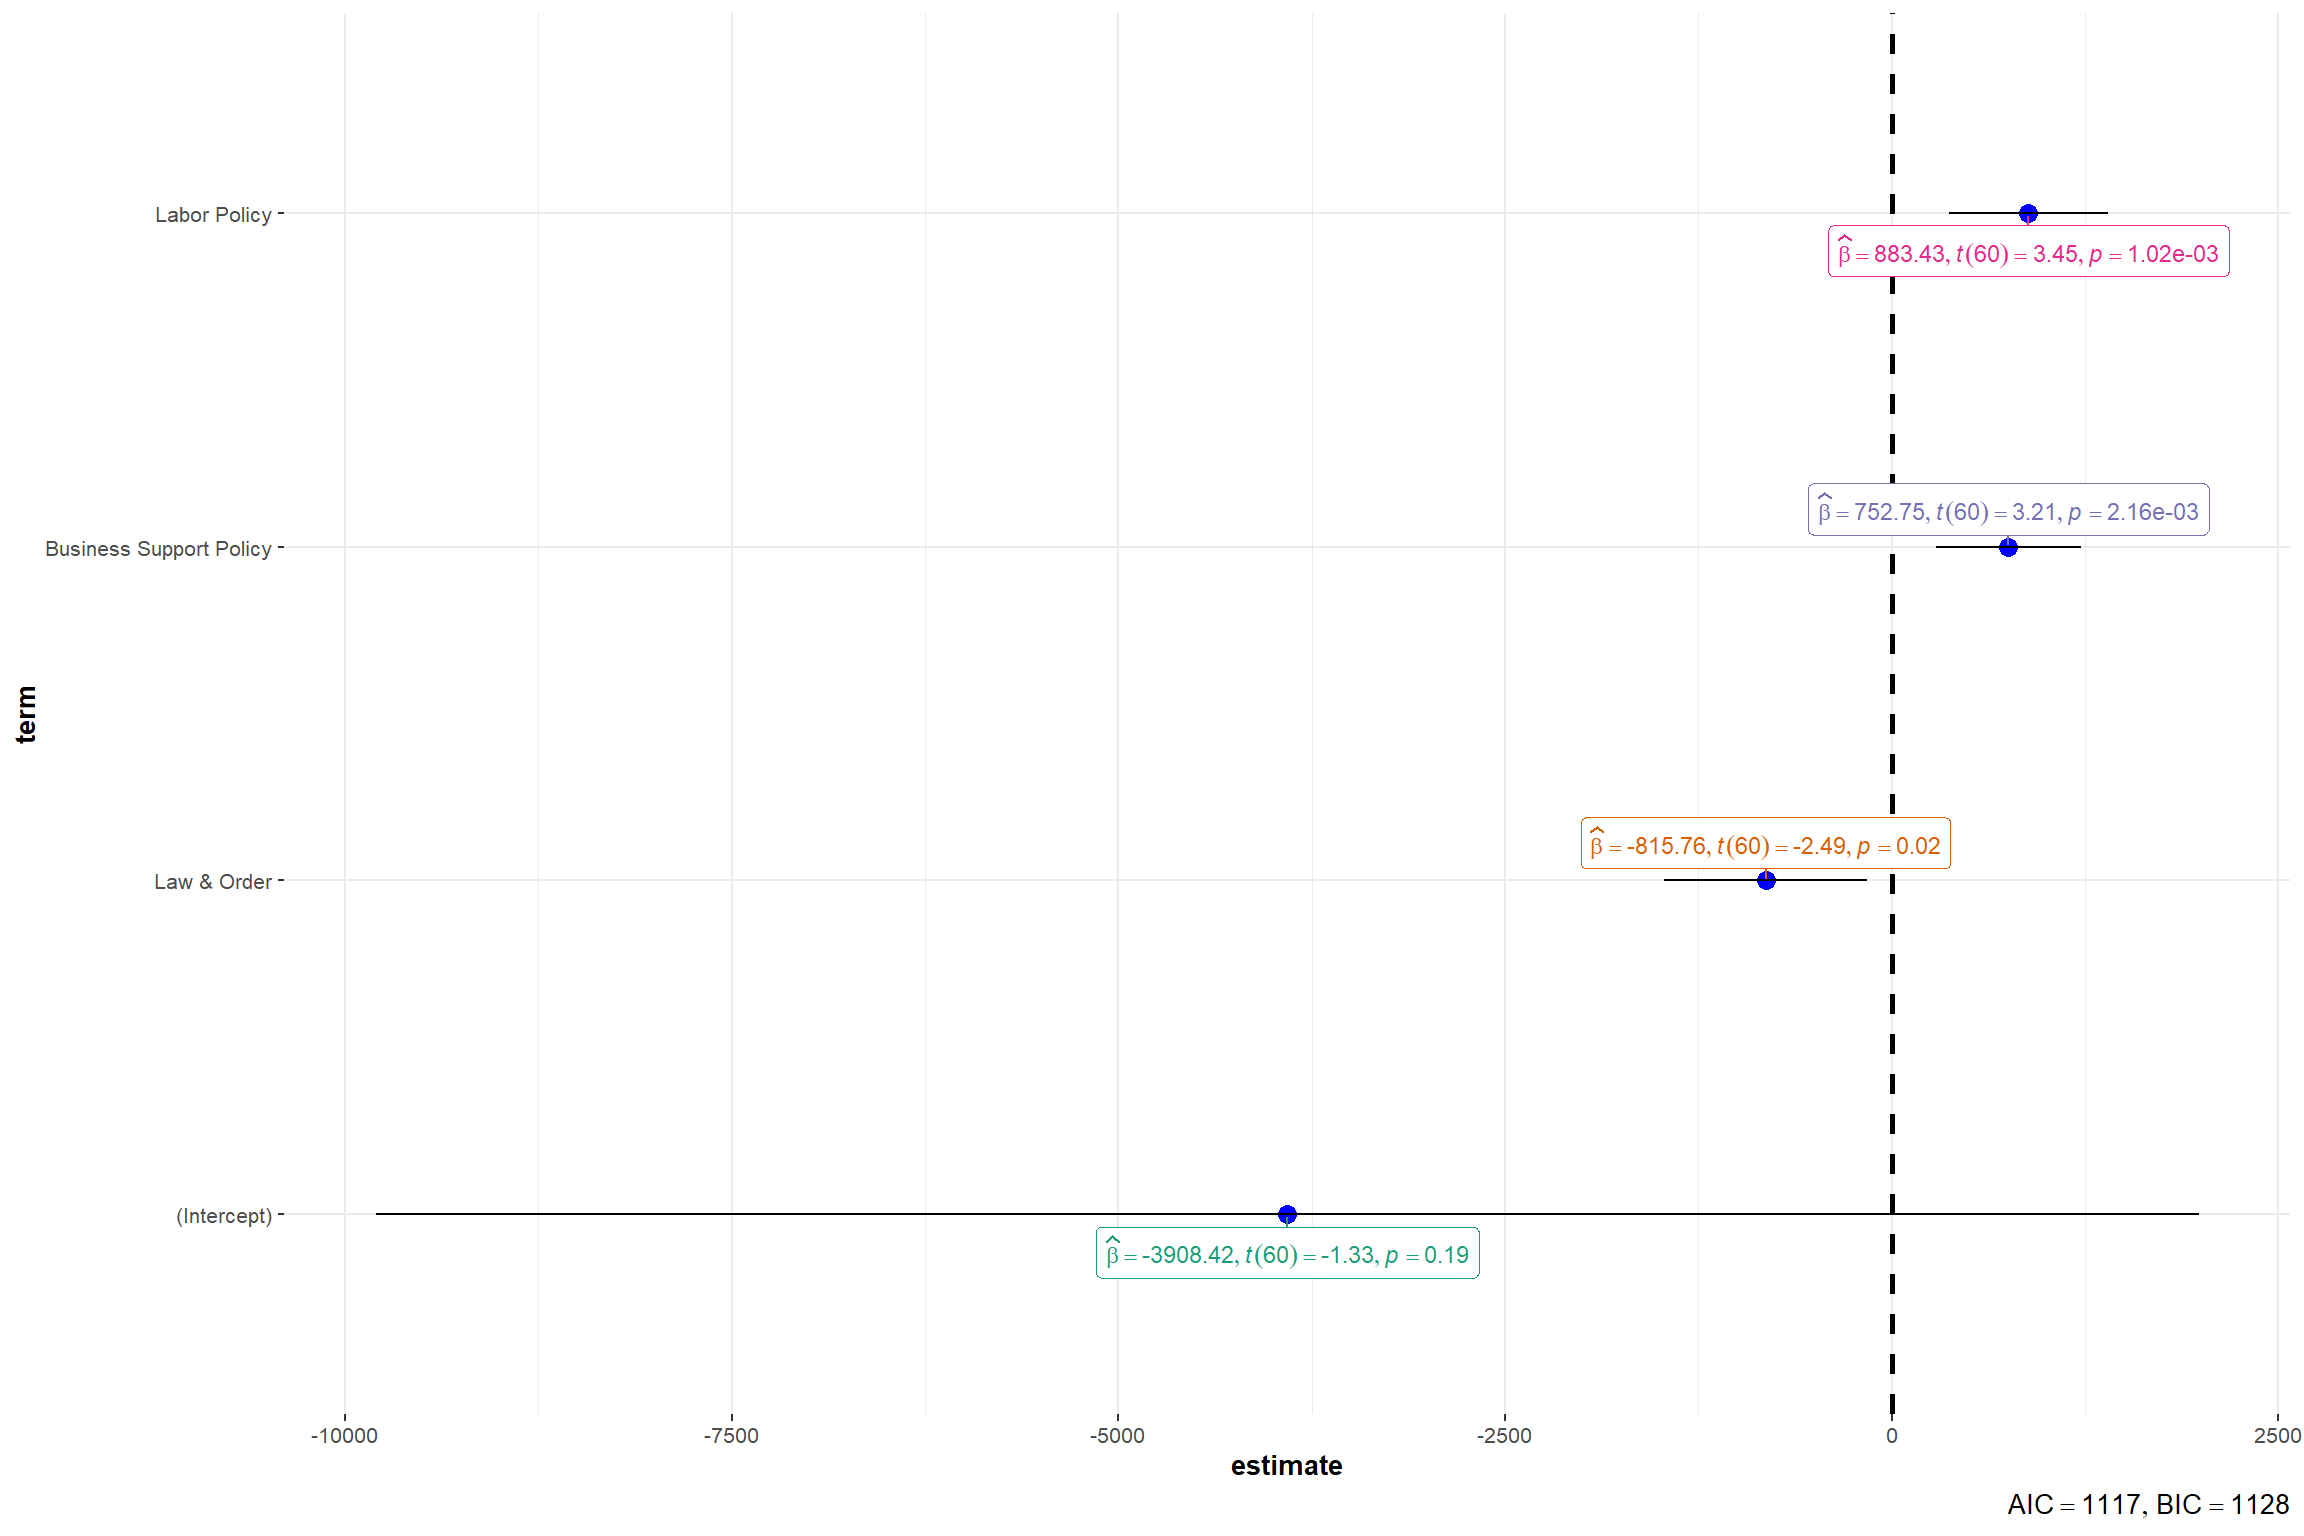 Labor Policy
β̂ = 883.43, t(60) = 3.45, p = 1.02e-03
β̂ = 752.75, t(60) = 3.21, p = 2.16e-03
Business Support Policy
term
β̂ = -815.76, t(60) = -2.49, p = 0.02
Law & Order
(Intercept)
β̂ = -3908.42, t(60) = -1.33, p = 0.19
-10000 -7500 -5000 -2500 0 2500
estimate
AIC = 1117, BIC = 1128